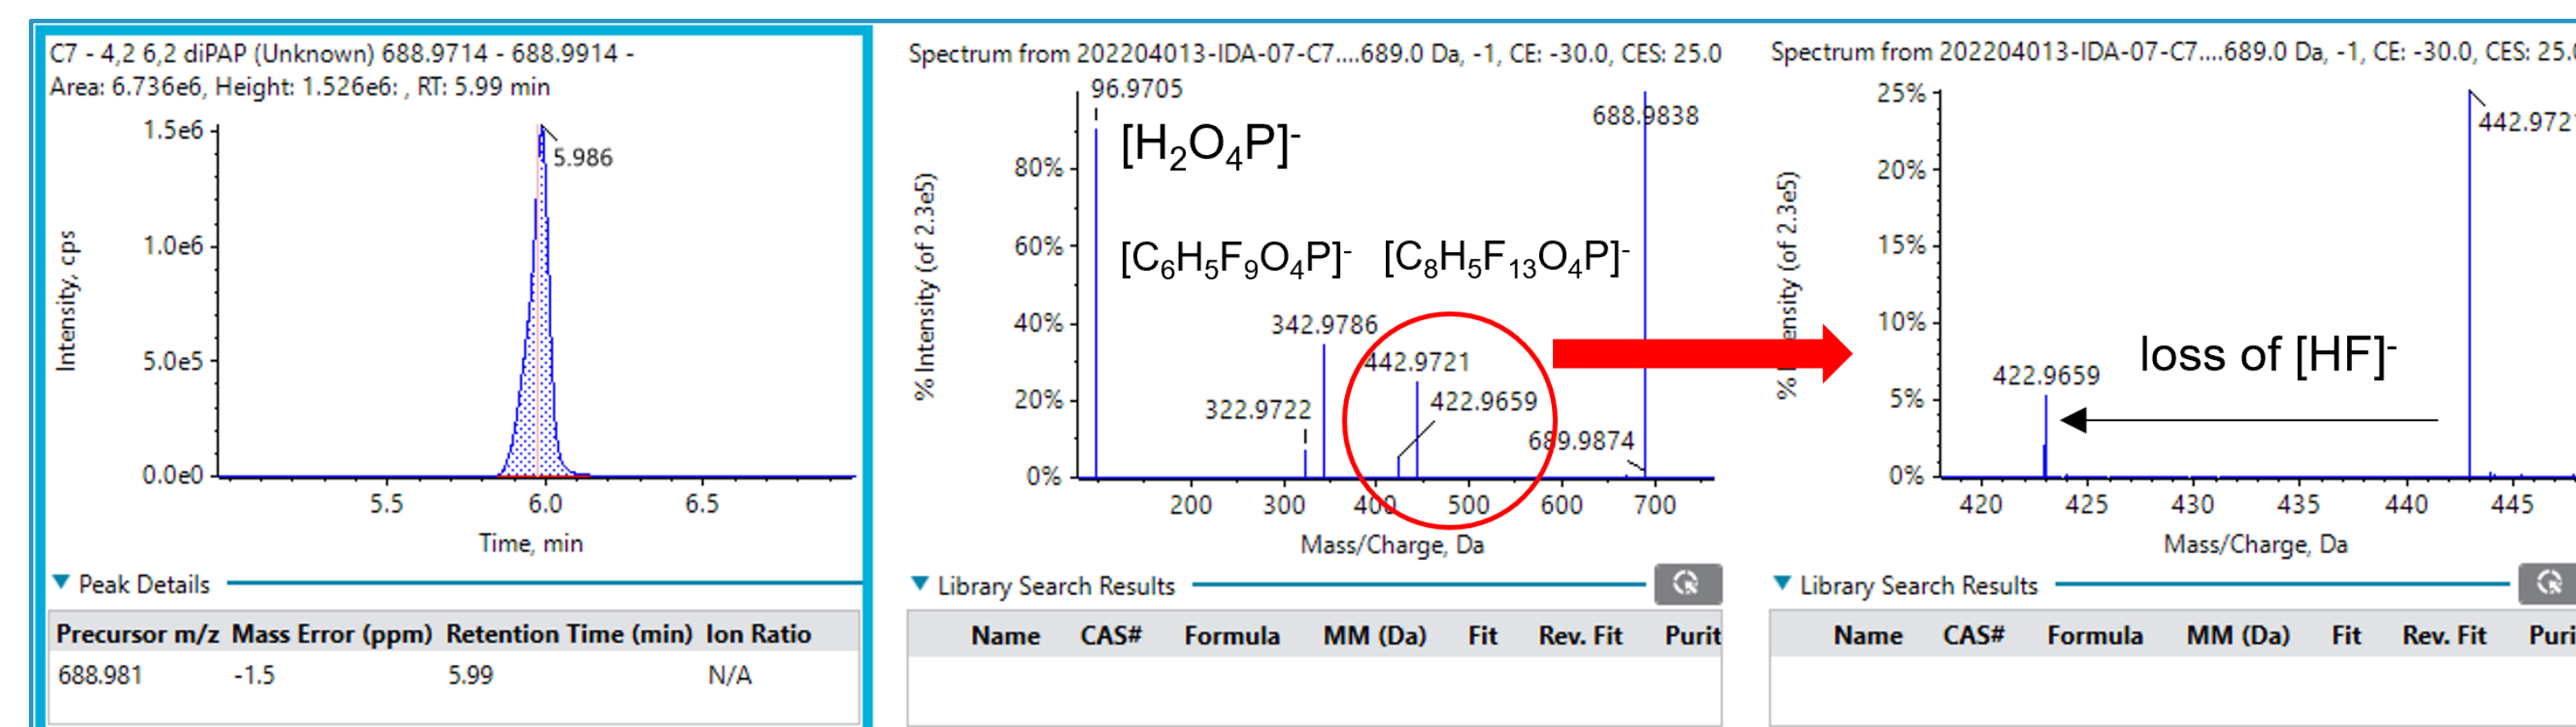 C7 - 4,2 6,2 diPAP (Unknown) 688.9714 - 688.9914 -
Area: 6.736e6, Height: 1.526e6: , RT: 5.99 min
Intensity, cps
1.5e6
1.0e6
5.0e5
0.0e0
5.986
5.5 6.0 6.5
Time, min
Peak Details
Precursor m/z Mass Error (ppm) Retention Time (min) Ion Ratio
688.981 -1.5 5.99 N/A
Spectrum from 202204013-IDA-07-C7....689.0 Da, -1, CE: -30.0, CES: 25.0
% Intensity (of 2.3e5)
80%
60%
40%
20%
0%
96.9705
[H₂O₄P]⁻
688.9838
[C₆H₅F₉O₄P]⁻ [C₈H₅F₁₃O₄P]⁻
342.9786
442.9721
322.9722
422.9659
689.9874
200 300 400 500 600 700
Mass/Charge, Da
Library Search Results
Name CAS# Formula MM (Da) Fit Rev. Fit Purit
Spectrum from 202204013-IDA-07-C7....689.0 Da, -1, CE: -30.0, CES: 25.0
% Intensity (of 2.3e5)
25%
20%
15%
10%
5%
0%
442.972
loss of [HF]⁻
422.9659
420 425 430 435 440 445
Mass/Charge, Da
Library Search Results
Name CAS# Formula MM (Da) Fit Rev. Fit Puri